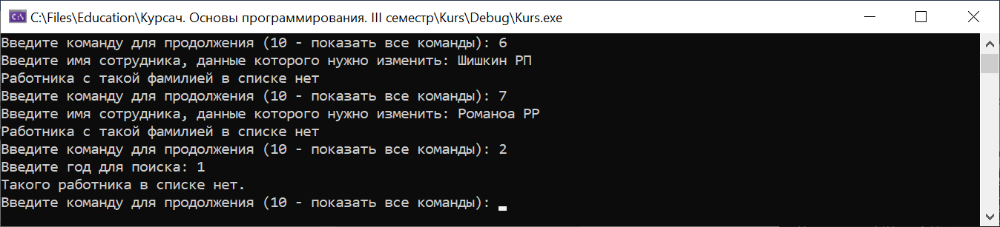 C:\Files\Education\Курсач. Основы программирования. III семестр\Kurs\Debug\Kurs.exe
Введите команду для продолжения (10 - показать все команды): 6
Введите имя сотрудника, данные которого нужно изменить: Шишкин РП
Работника с такой фамилией в списке нет
Введите команду для продолжения (10 - показать все команды): 7
Введите имя сотрудника, данные которого нужно изменить: Романоа РР
Работника с такой фамилией в списке нет
Введите команду для продолжения (10 - показать все команды): 2
Введите год для поиска: 1
Такого работника в списке нет.
Введите команду для продолжения (10 - показать все команды):